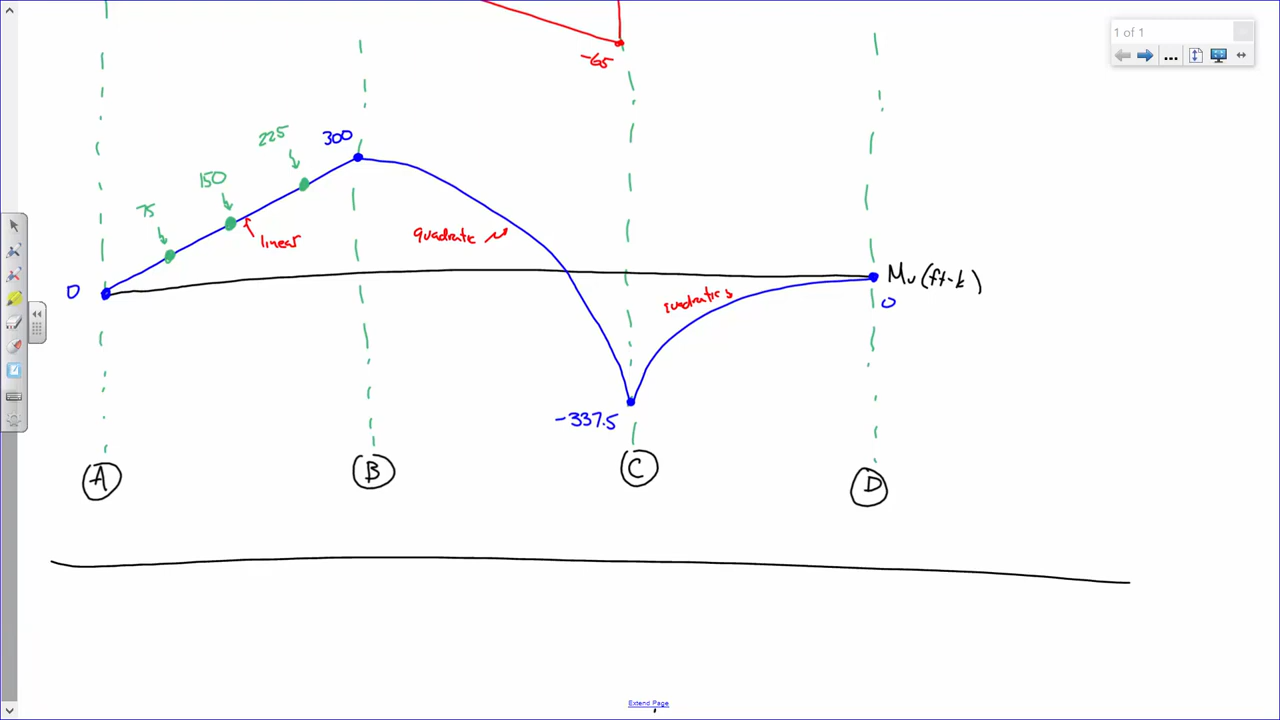 1 of 1
-65
300
225
150
75
linear
quadratic
quadratic
0
Mu (ft-k)
0
-337.5
A
B
C
D
Extend Page